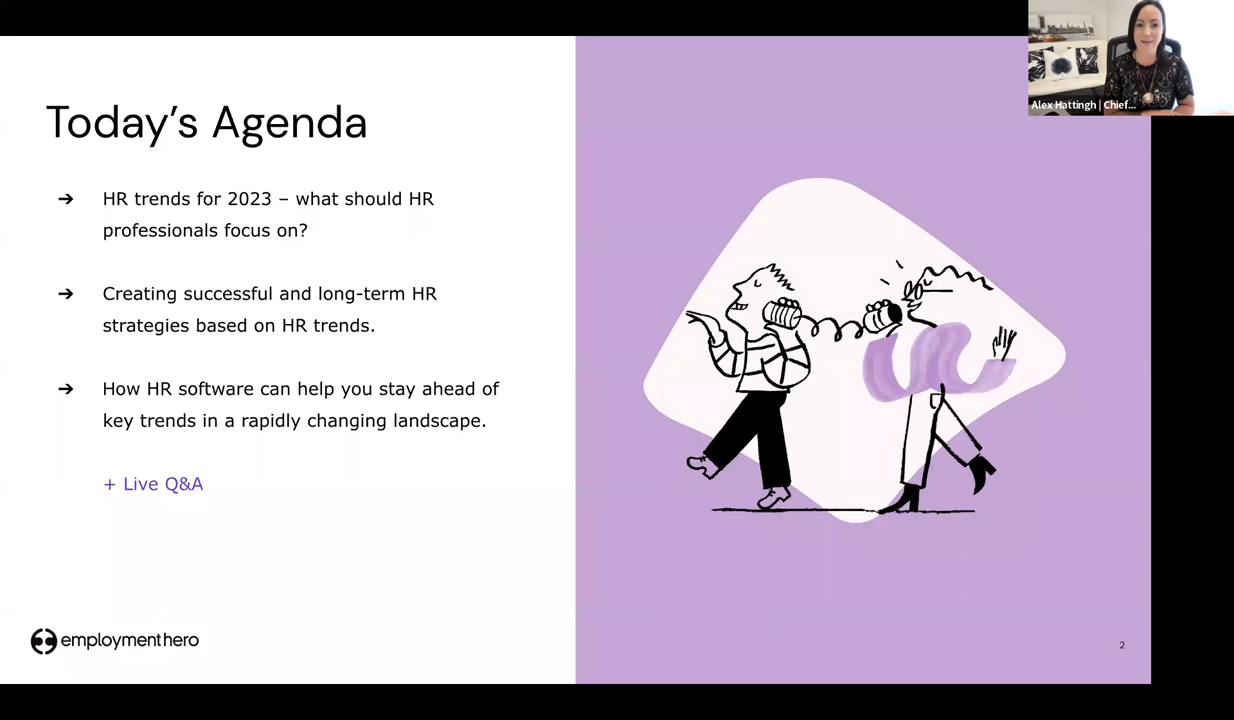 Alex Hattingh | Chief...
Today's Agenda
➔ HR trends for 2023 – what should HR
professionals focus on?
➔ Creating successful and long-term HR
strategies based on HR trends.
➔ How HR software can help you stay ahead of
key trends in a rapidly changing landscape.
+ Live Q&A
employmenthero
2